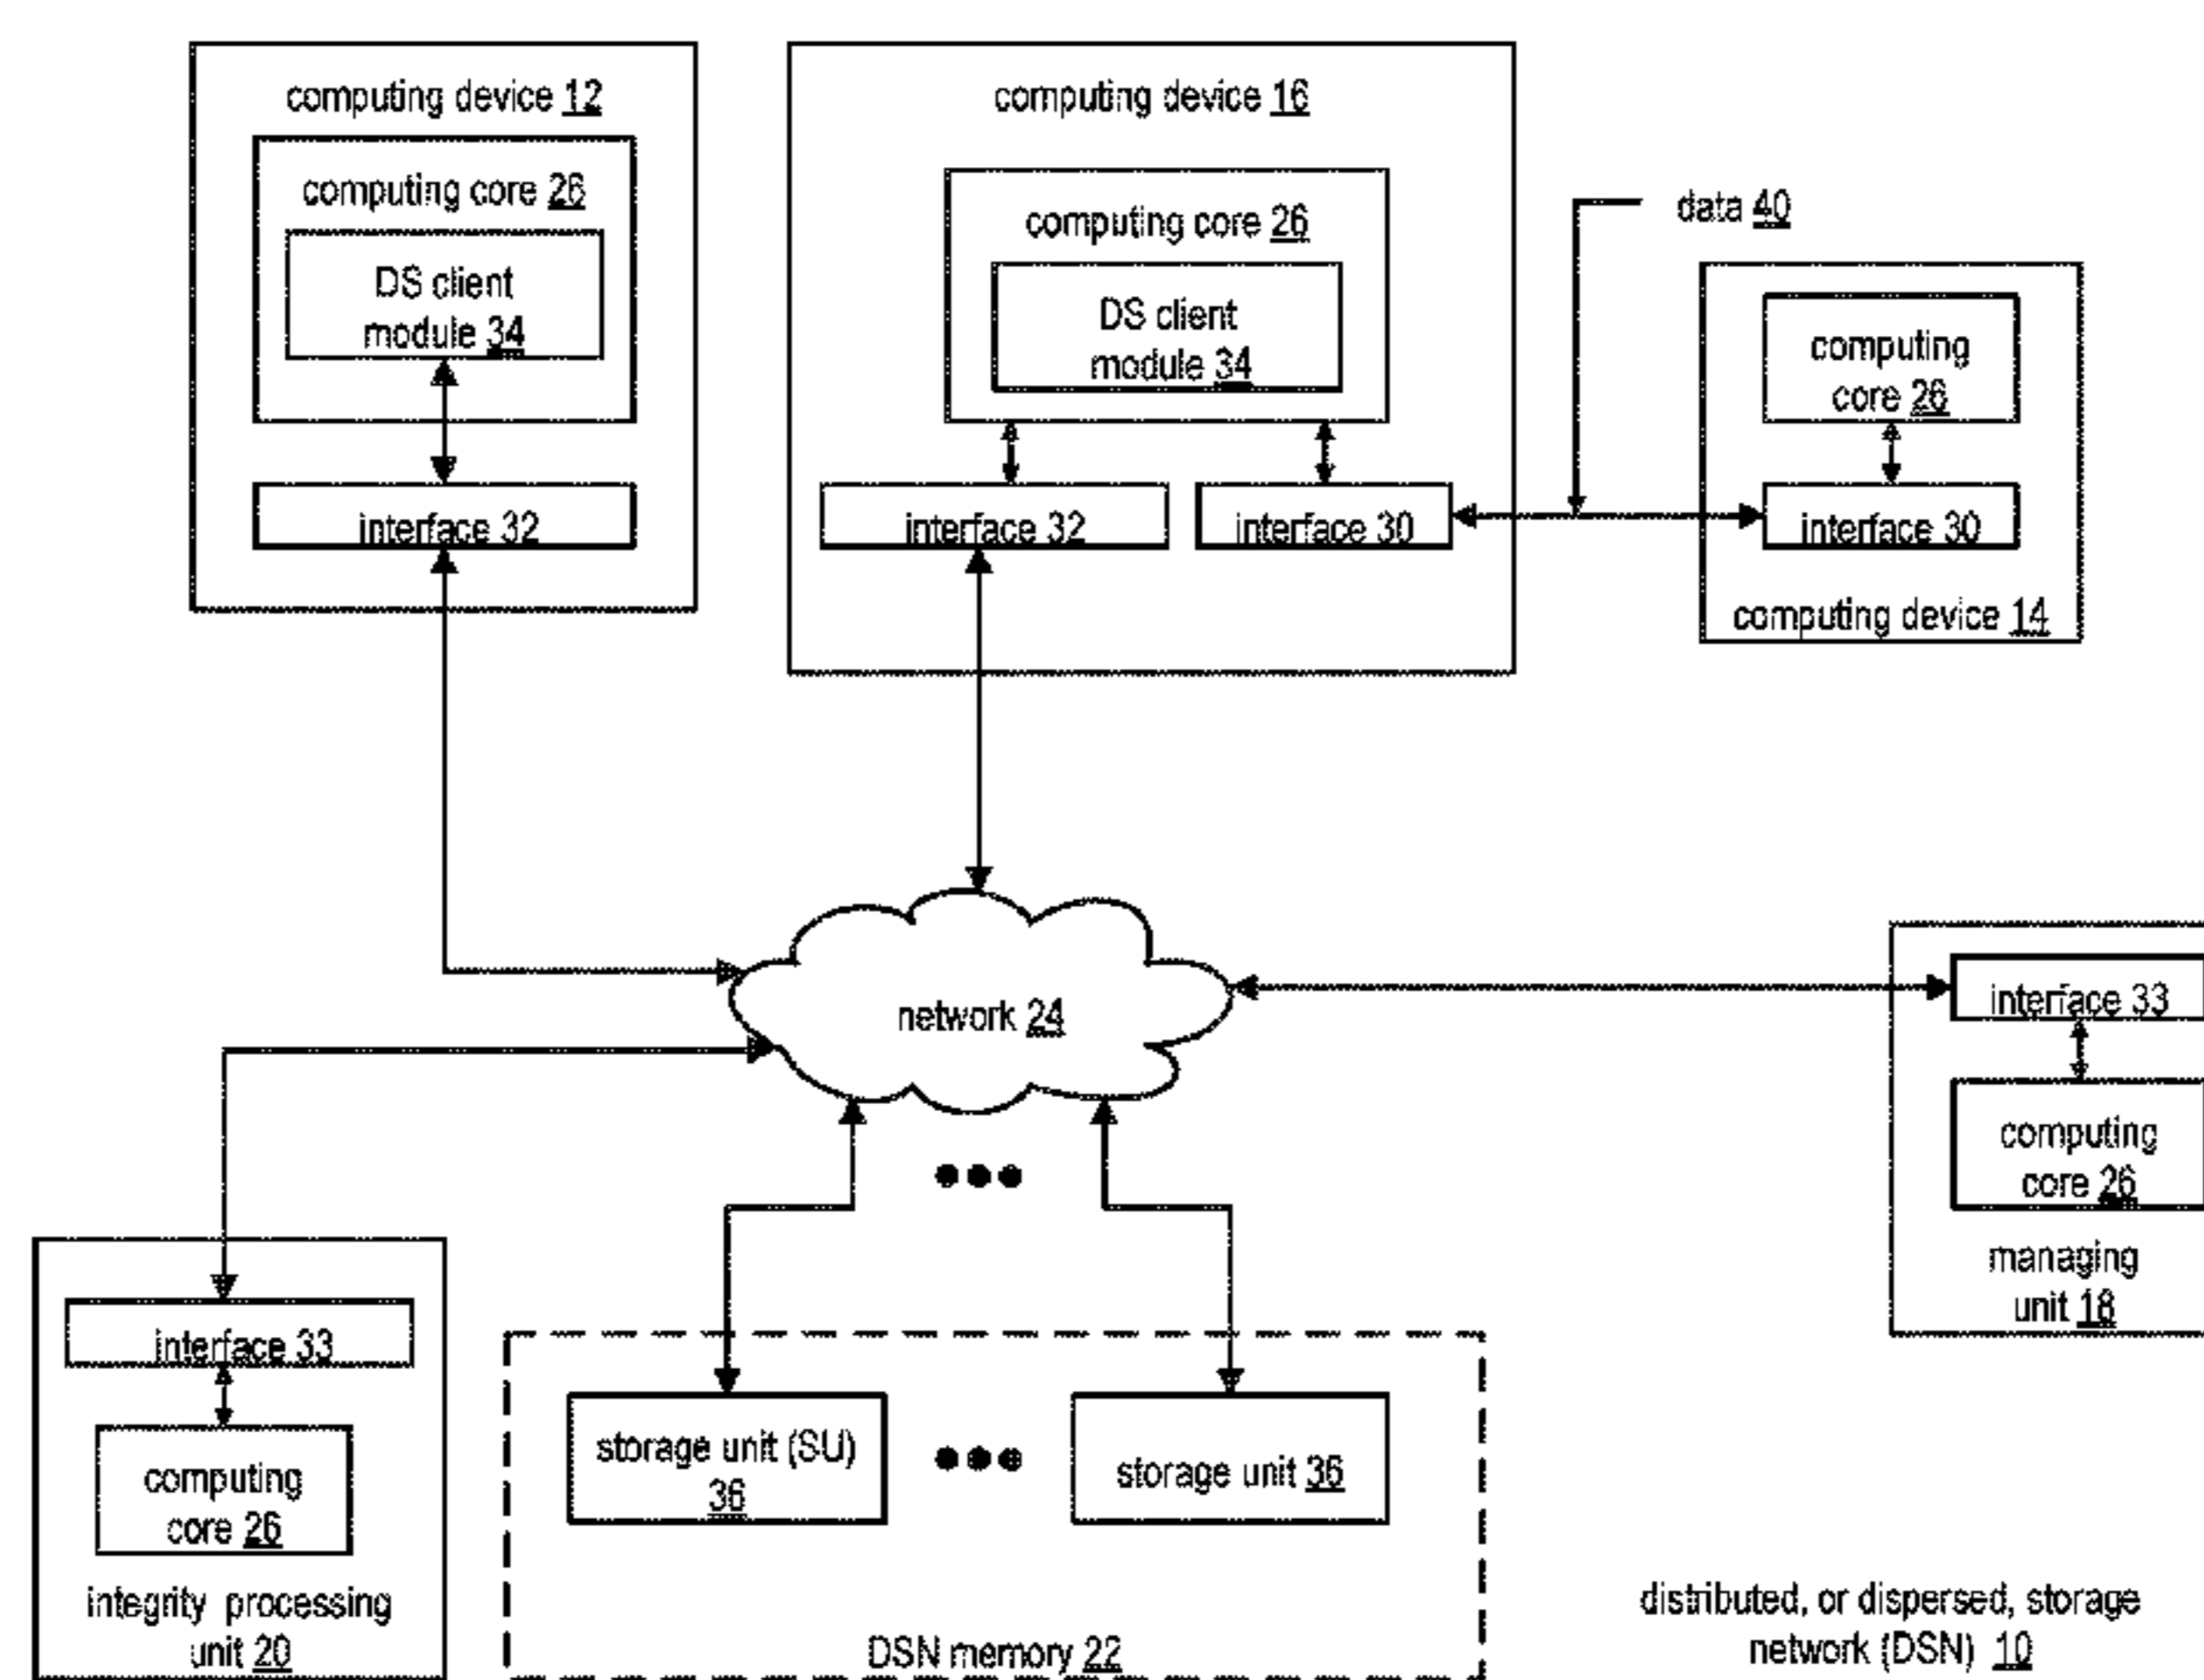 computing device 12
computing core 26
DS client
module 34
interface 32
computing device 16
computing core 26
DS client
module 34
interface 32
interface 30
data 40
computing
core 26
interface 30
computing device 14
network 24
interface 33
computing
core 26
managing
unit 18
interface 33
computing
core 26
integrity processing
unit 20
storage unit (SU)
36
storage unit 36
DSN memory 22
distributed, or dispersed, storage
network (DSN) 10